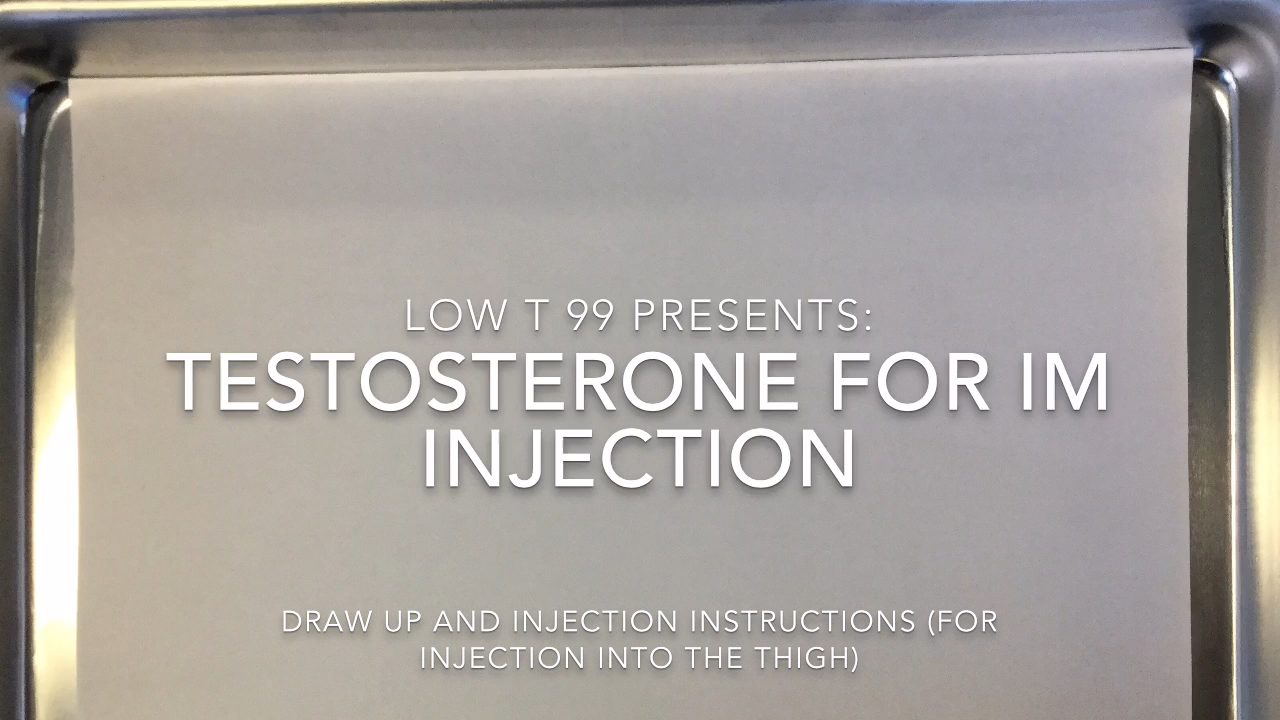 LOW T 99 PRESENTS:
TESTOSTERONE FOR IM
INJECTION
DRAW UP AND INJECTION INSTRUCTIONS (FOR
INJECTION INTO THE THIGH)